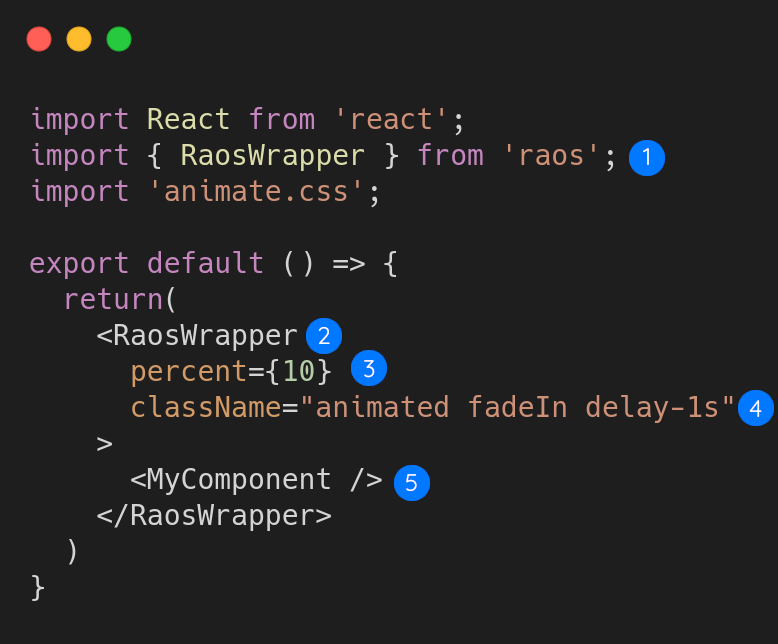 import React from 'react';
import { RaosWrapper } from 'raos'; 1
import 'animate.css';
export default () => {
return(
<RaosWrapper 2
percent={10} 3
className="animated fadeIn delay-1s" 4
>
<MyComponent /> 5
</RaosWrapper>
)
}